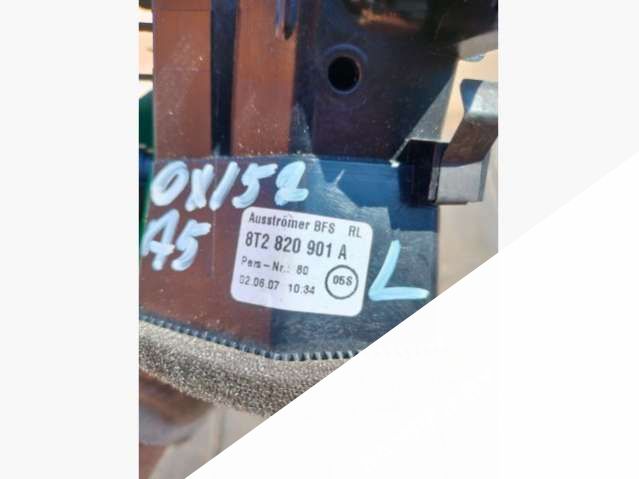 OX152
A5
Ausströmer BFS RL
8T2 820 901 A
Pers-Nr.: 80
02.06.07 10:34
05S
L